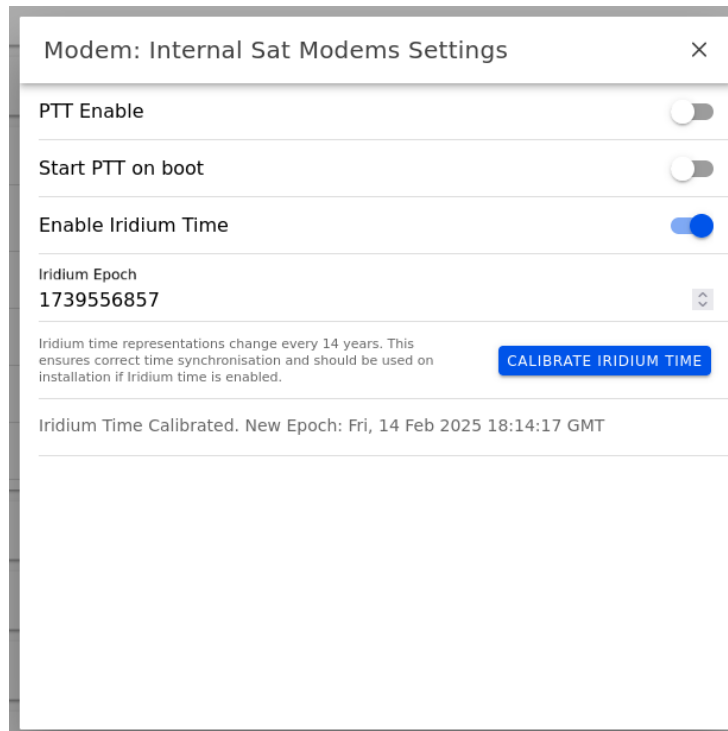 Modem: Internal Sat Modems Settings
PTT Enable
Start PTT on boot
Enable Iridium Time
Iridium Epoch
1739556857
Iridium time representations change every 14 years. This
ensures correct time synchronisation and should be used on
installation if Iridium time is enabled.
CALIBRATE IRIDIUM TIME
Iridium Time Calibrated. New Epoch: Fri, 14 Feb 2025 18:14:17 GMT